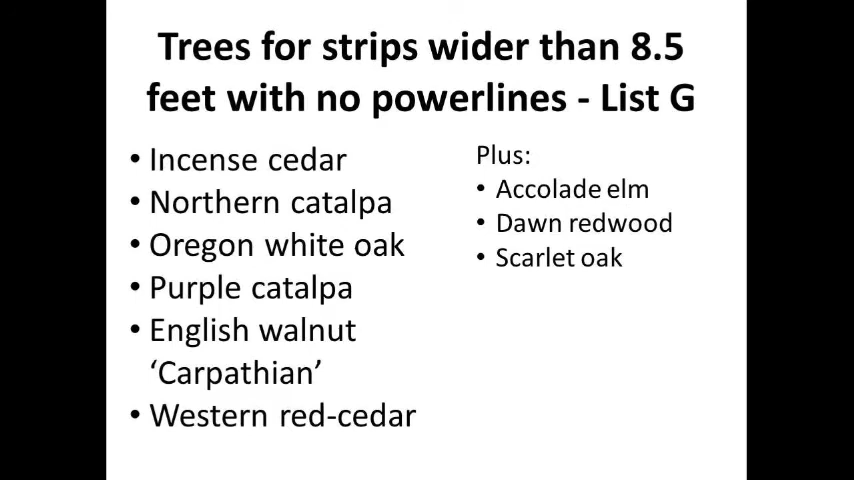 Trees for strips wider than 8.5
feet with no powerlines - List G
• Incense cedar
• Northern catalpa
• Oregon white oak
• Purple catalpa
• English walnut
‘Carpathian’
• Western red-cedar
Plus:
• Accolade elm
• Dawn redwood
• Scarlet oak